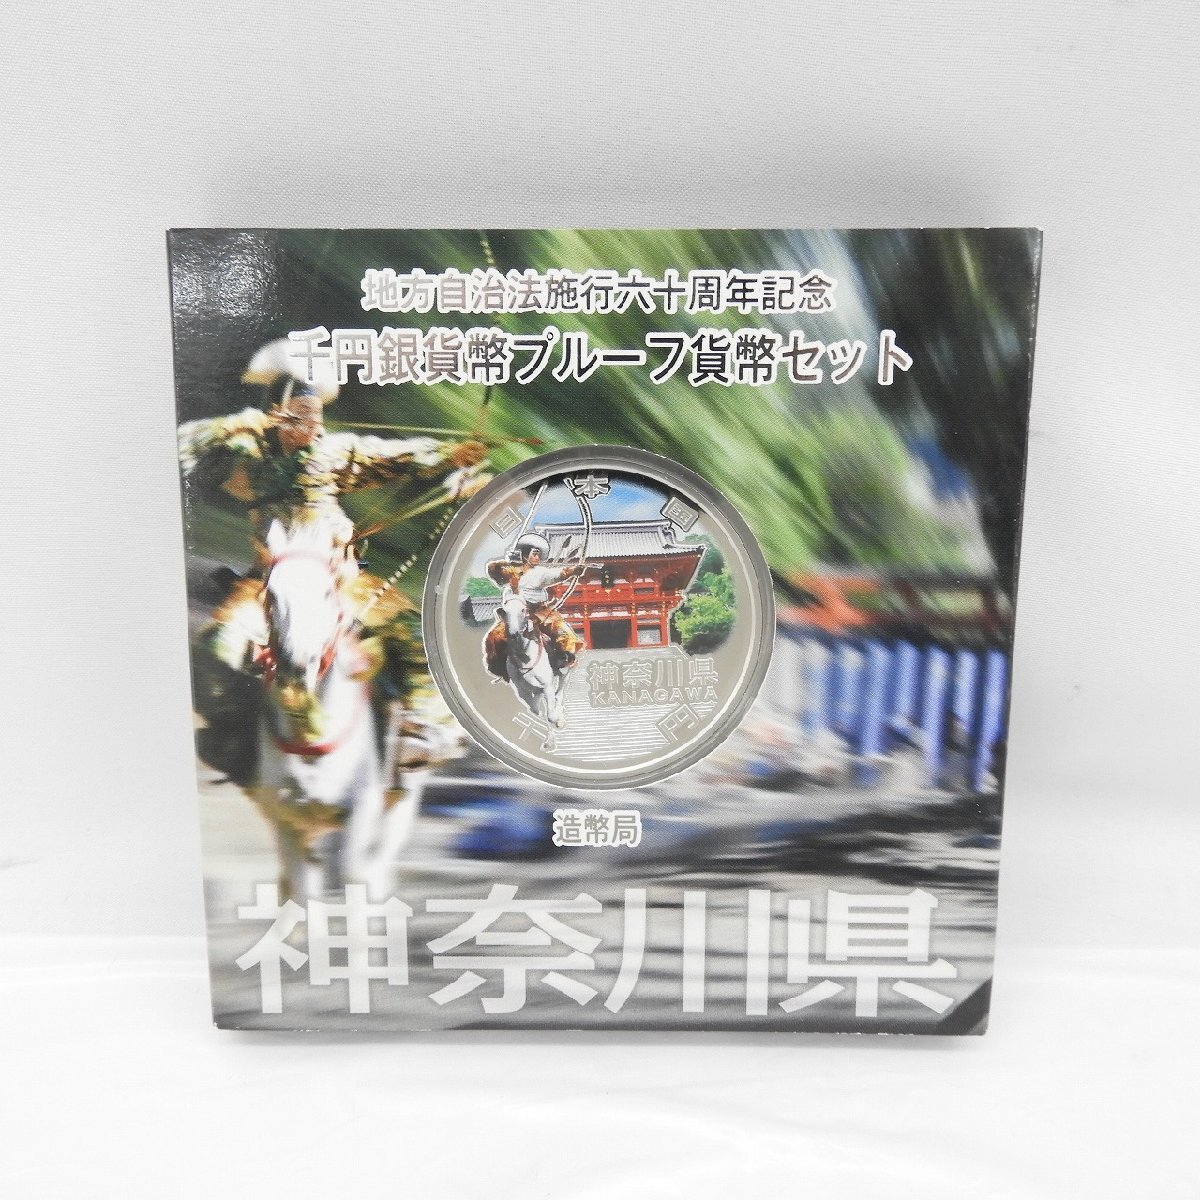 地方自治法施行六十周年記念
千円銀貨幣プルーフ貨幣セット
日本国
神奈川県
KANAGAWA
千円
造幣局
神奈川県